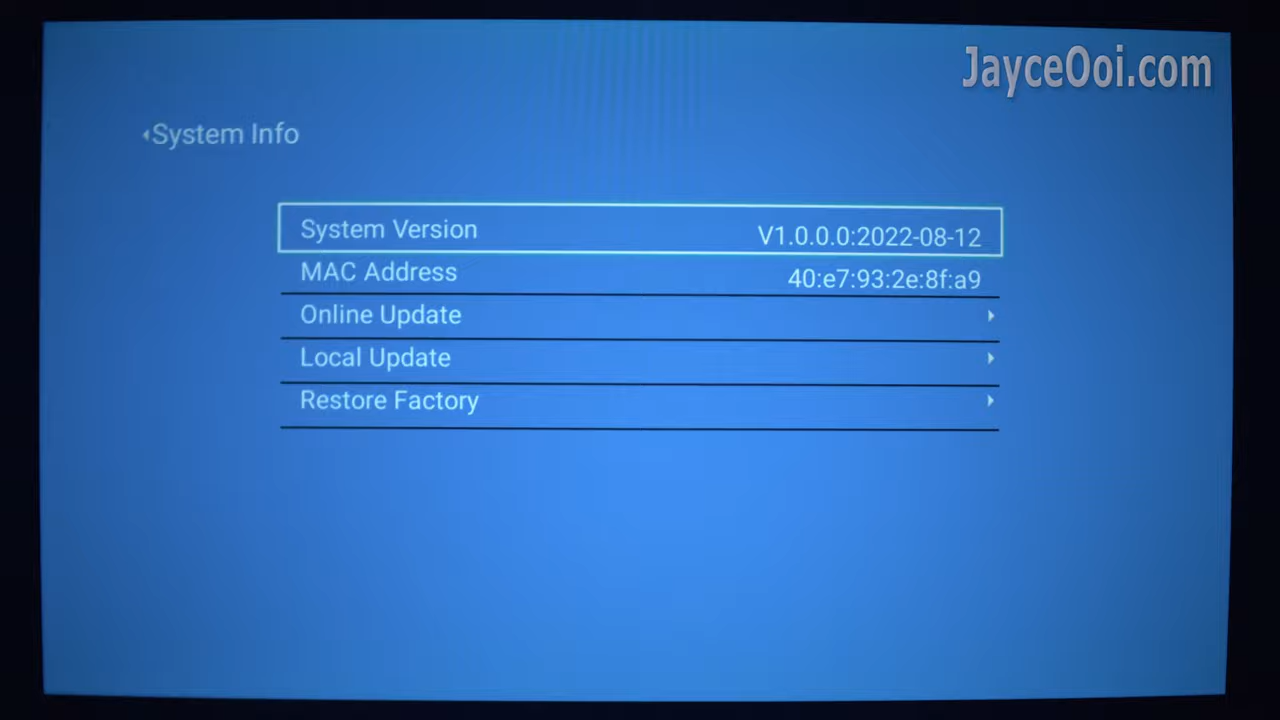 JayceOoi.com
System Info
System Version V1.0.0.0:2022-08-12
MAC Address 40:e7:93:2e:8f:a9
Online Update
Local Update
Restore Factory